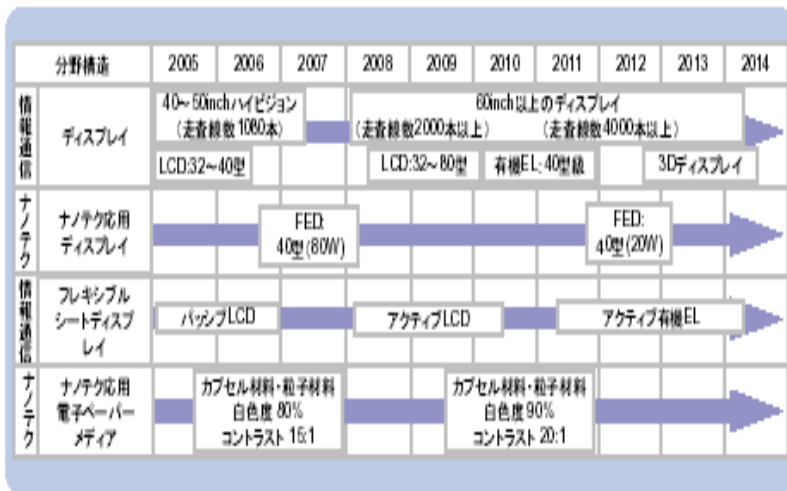 分野構造 2005 2006 2007 2008 2009 2010 2011 2012 2013 2014
情報通信
ディスプレイ
40～60inchハイビジョン
(走査線数1080本)
60inch以上のディスプレイ
(走査線数2000本以上) (走査線数4000本以上)
LCD:32～40型
LCD:32～80型
有機EL:40型級
3Dディスプレイ
ナノテク
ナノテク応用
ディスプレイ
FED:
40型(80W)
FED:
40型(20W)
情報通信
フレキシブル
シートディスプ
レイ
パッシブLCD
アクティブLCD
アクティブ有機EL
ナノテク
ナノテク応用
電子ペーパー
メディア
カプセル材料・粒子材料
白色度80%
コントラスト15:1
カプセル材料・粒子材料
白色度90%
コントラスト20:1